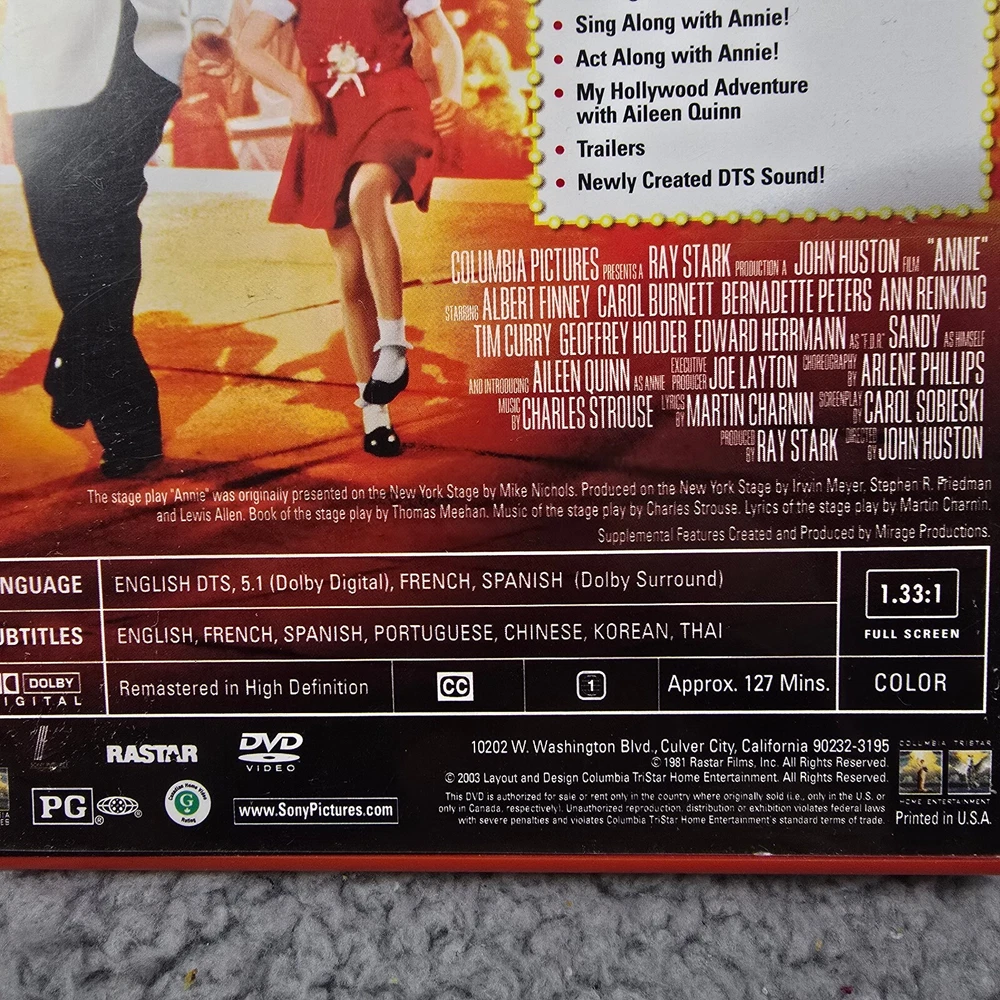 • Sing Along with Annie!
• Act Along with Annie!
• My Hollywood Adventure
with Aileen Quinn
• Trailers
• Newly Created DTS Sound!
COLUMBIA PICTURES PRESENTS A RAY STARK PRODUCTION A JOHN HUSTON FILM "ANNIE"
STARRING ALBERT FINNEY CAROL BURNETT BERNADETTE PETERS ANN REINKING
TIM CURRY GEOFFREY HOLDER EDWARD HERRMANN AS "F.D.R." SANDY AS HIMSELF
AND INTRODUCING AILEEN QUINN AS ANNIE EXECUTIVE PRODUCER JOE LAYTON CHOREOGRAPHY BY ARLENE PHILLIPS
MUSIC BY CHARLES STROUSE LYRICS BY MARTIN CHARNIN SCREENPLAY BY CAROL SOBIESKI
PRODUCED BY RAY STARK DIRECTED BY JOHN HUSTON
The stage play "Annie" was originally presented on the New York Stage by Mike Nichols. Produced on the New York Stage by Irwin Meyer, Stephen R. Friedman
and Lewis Allen. Book of the stage play by Thomas Meehan. Music of the stage play by Charles Strouse. Lyrics of the stage play by Martin Charnin.
Supplemental Features Created and Produced by Mirage Productions.
NGUAGE ENGLISH DTS, 5.1 (Dolby Digital), FRENCH, SPANISH (Dolby Surround)
1.33:1
FULL SCREEN
UBTITLES ENGLISH, FRENCH, SPANISH, PORTUGUESE, CHINESE, KOREAN, THAI
DOLBY
IGITAL
Remastered in High Definition CC 1 Approx. 127 Mins. COLOR
RASTAR DVD
VIDEO
10202 W. Washington Blvd., Culver City, California 90232-3195
© 1981 Rastar Films, Inc. All Rights Reserved.
© 2003 Layout and Design Columbia TriStar Home Entertainment. All Rights Reserved.
This DVD is authorized for sale or rent only in the country where originally sold (i.e., only in the U.S. or
only in Canada, respectively). Unauthorized reproduction, distribution or exhibition violates federal laws
with severe penalties and violates Columbia TriStar Home Entertainment's standard terms of trade.
COLUMBIA TRISTAR
HOME ENTERTAINMENT
Printed in U.S.A.
PG ®
Canadian Home Video
G
Rating
www.SonyPictures.com